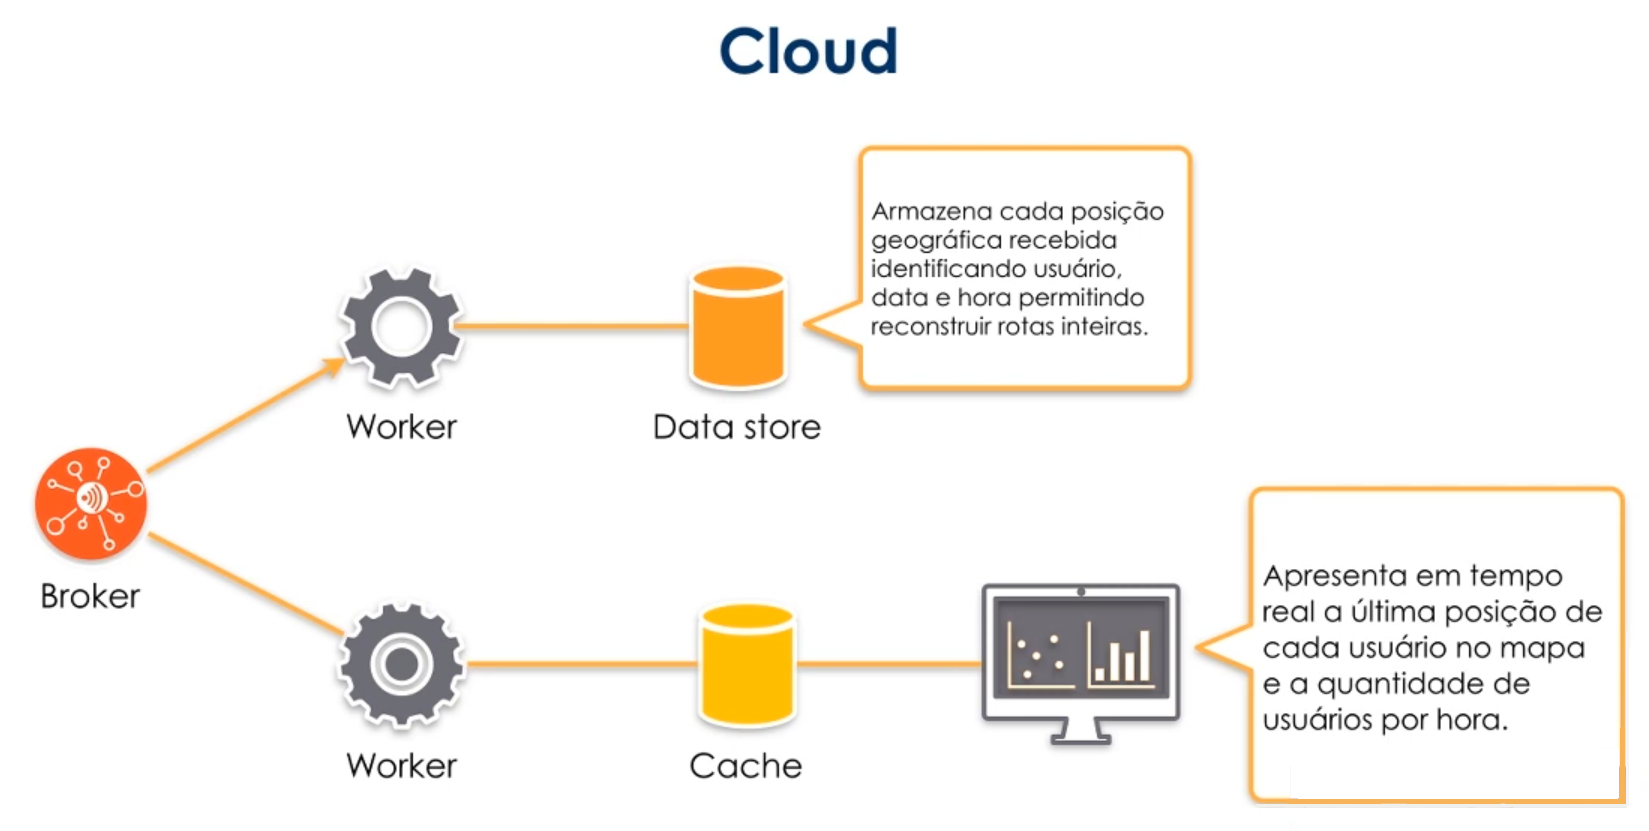 Cloud
Armazena cada posição
geográfica recebida
identificando usuário,
data e hora permitindo
reconstruir rotas inteiras.
Worker
Data store
Broker
Apresenta em tempo
real a última posição de
cada usuário no mapa
e a quantidade de
usuários por hora.
Worker
Cache